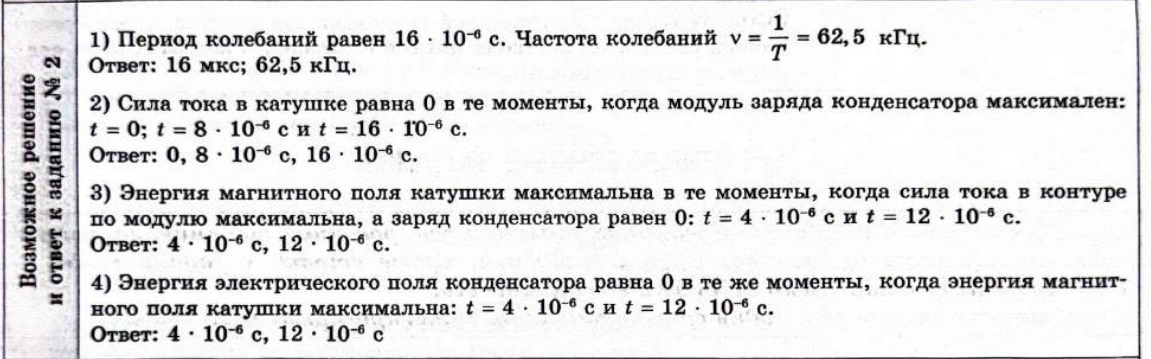 Возможное решение
и ответ к заданию № 2
1) Период колебаний равен 16 · 10⁻⁶ с. Частота колебаний ν = 1/T = 62,5 кГц.
Ответ: 16 мкс; 62,5 кГц.
2) Сила тока в катушке равна 0 в те моменты, когда модуль заряда конденсатора максимален:
t = 0; t = 8 · 10⁻⁶ с и t = 16 · 10⁻⁶ с.
Ответ: 0, 8 · 10⁻⁶ с, 16 · 10⁻⁶ с.
3) Энергия магнитного поля катушки максимальна в те моменты, когда сила тока в контуре
по модулю максимальна, а заряд конденсатора равен 0: t = 4 · 10⁻⁶ с и t = 12 · 10⁻⁶ с.
Ответ: 4 · 10⁻⁶ с, 12 · 10⁻⁶ с.
4) Энергия электрического поля конденсатора равна 0 в те же моменты, когда энергия магнит-
ного поля катушки максимальна: t = 4 · 10⁻⁶ с и t = 12 · 10⁻⁶ с.
Ответ: 4 · 10⁻⁶ с, 12 · 10⁻⁶ с